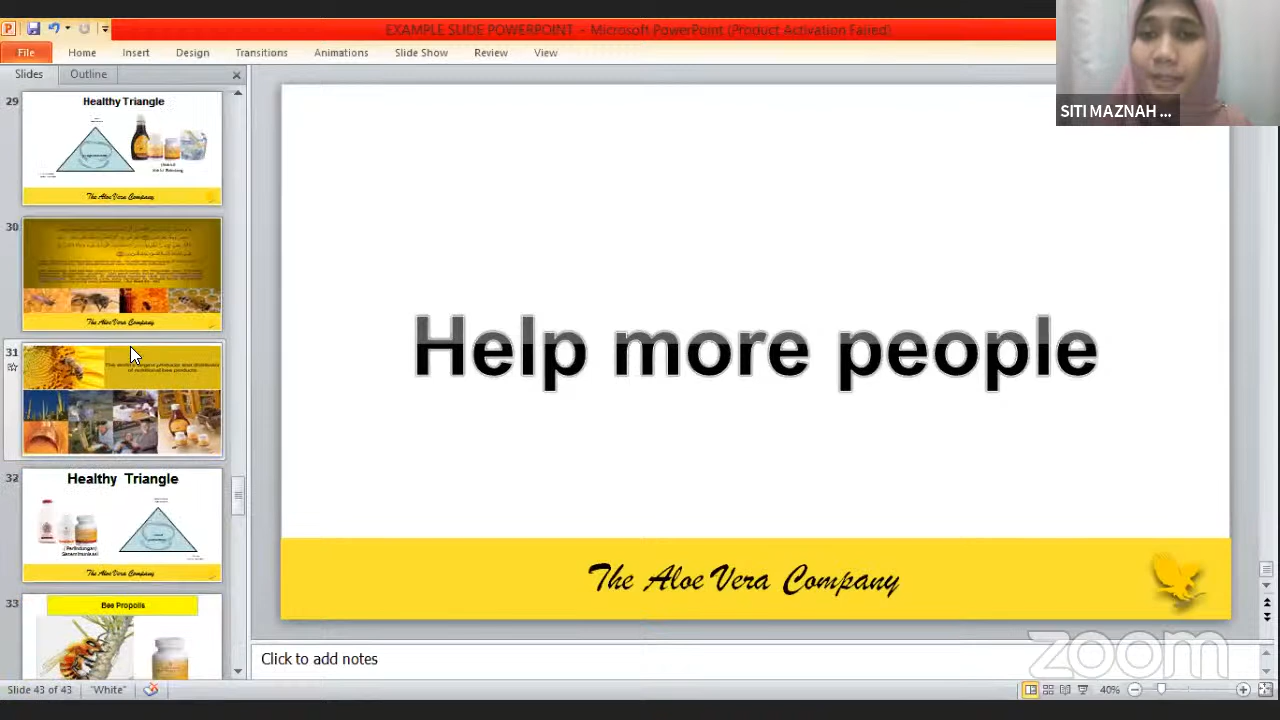 EXAMPLE SLIDE POWERPOINT - Microsoft PowerPoint (Product Activation Failed)
File Home Insert Design Transitions Animations Slide Show Review View
SITI MAZNAH ...
Slides Outline
29
Healthy Triangle
The Aloe Vera Company
30
The Aloe Vera Company
31
32
Healthy Triangle
The Aloe Vera Company
33
Bee Propolis
Help more people
The Aloe Vera Company
zoom
Click to add notes
Slide 43 of 43 "White" 40%